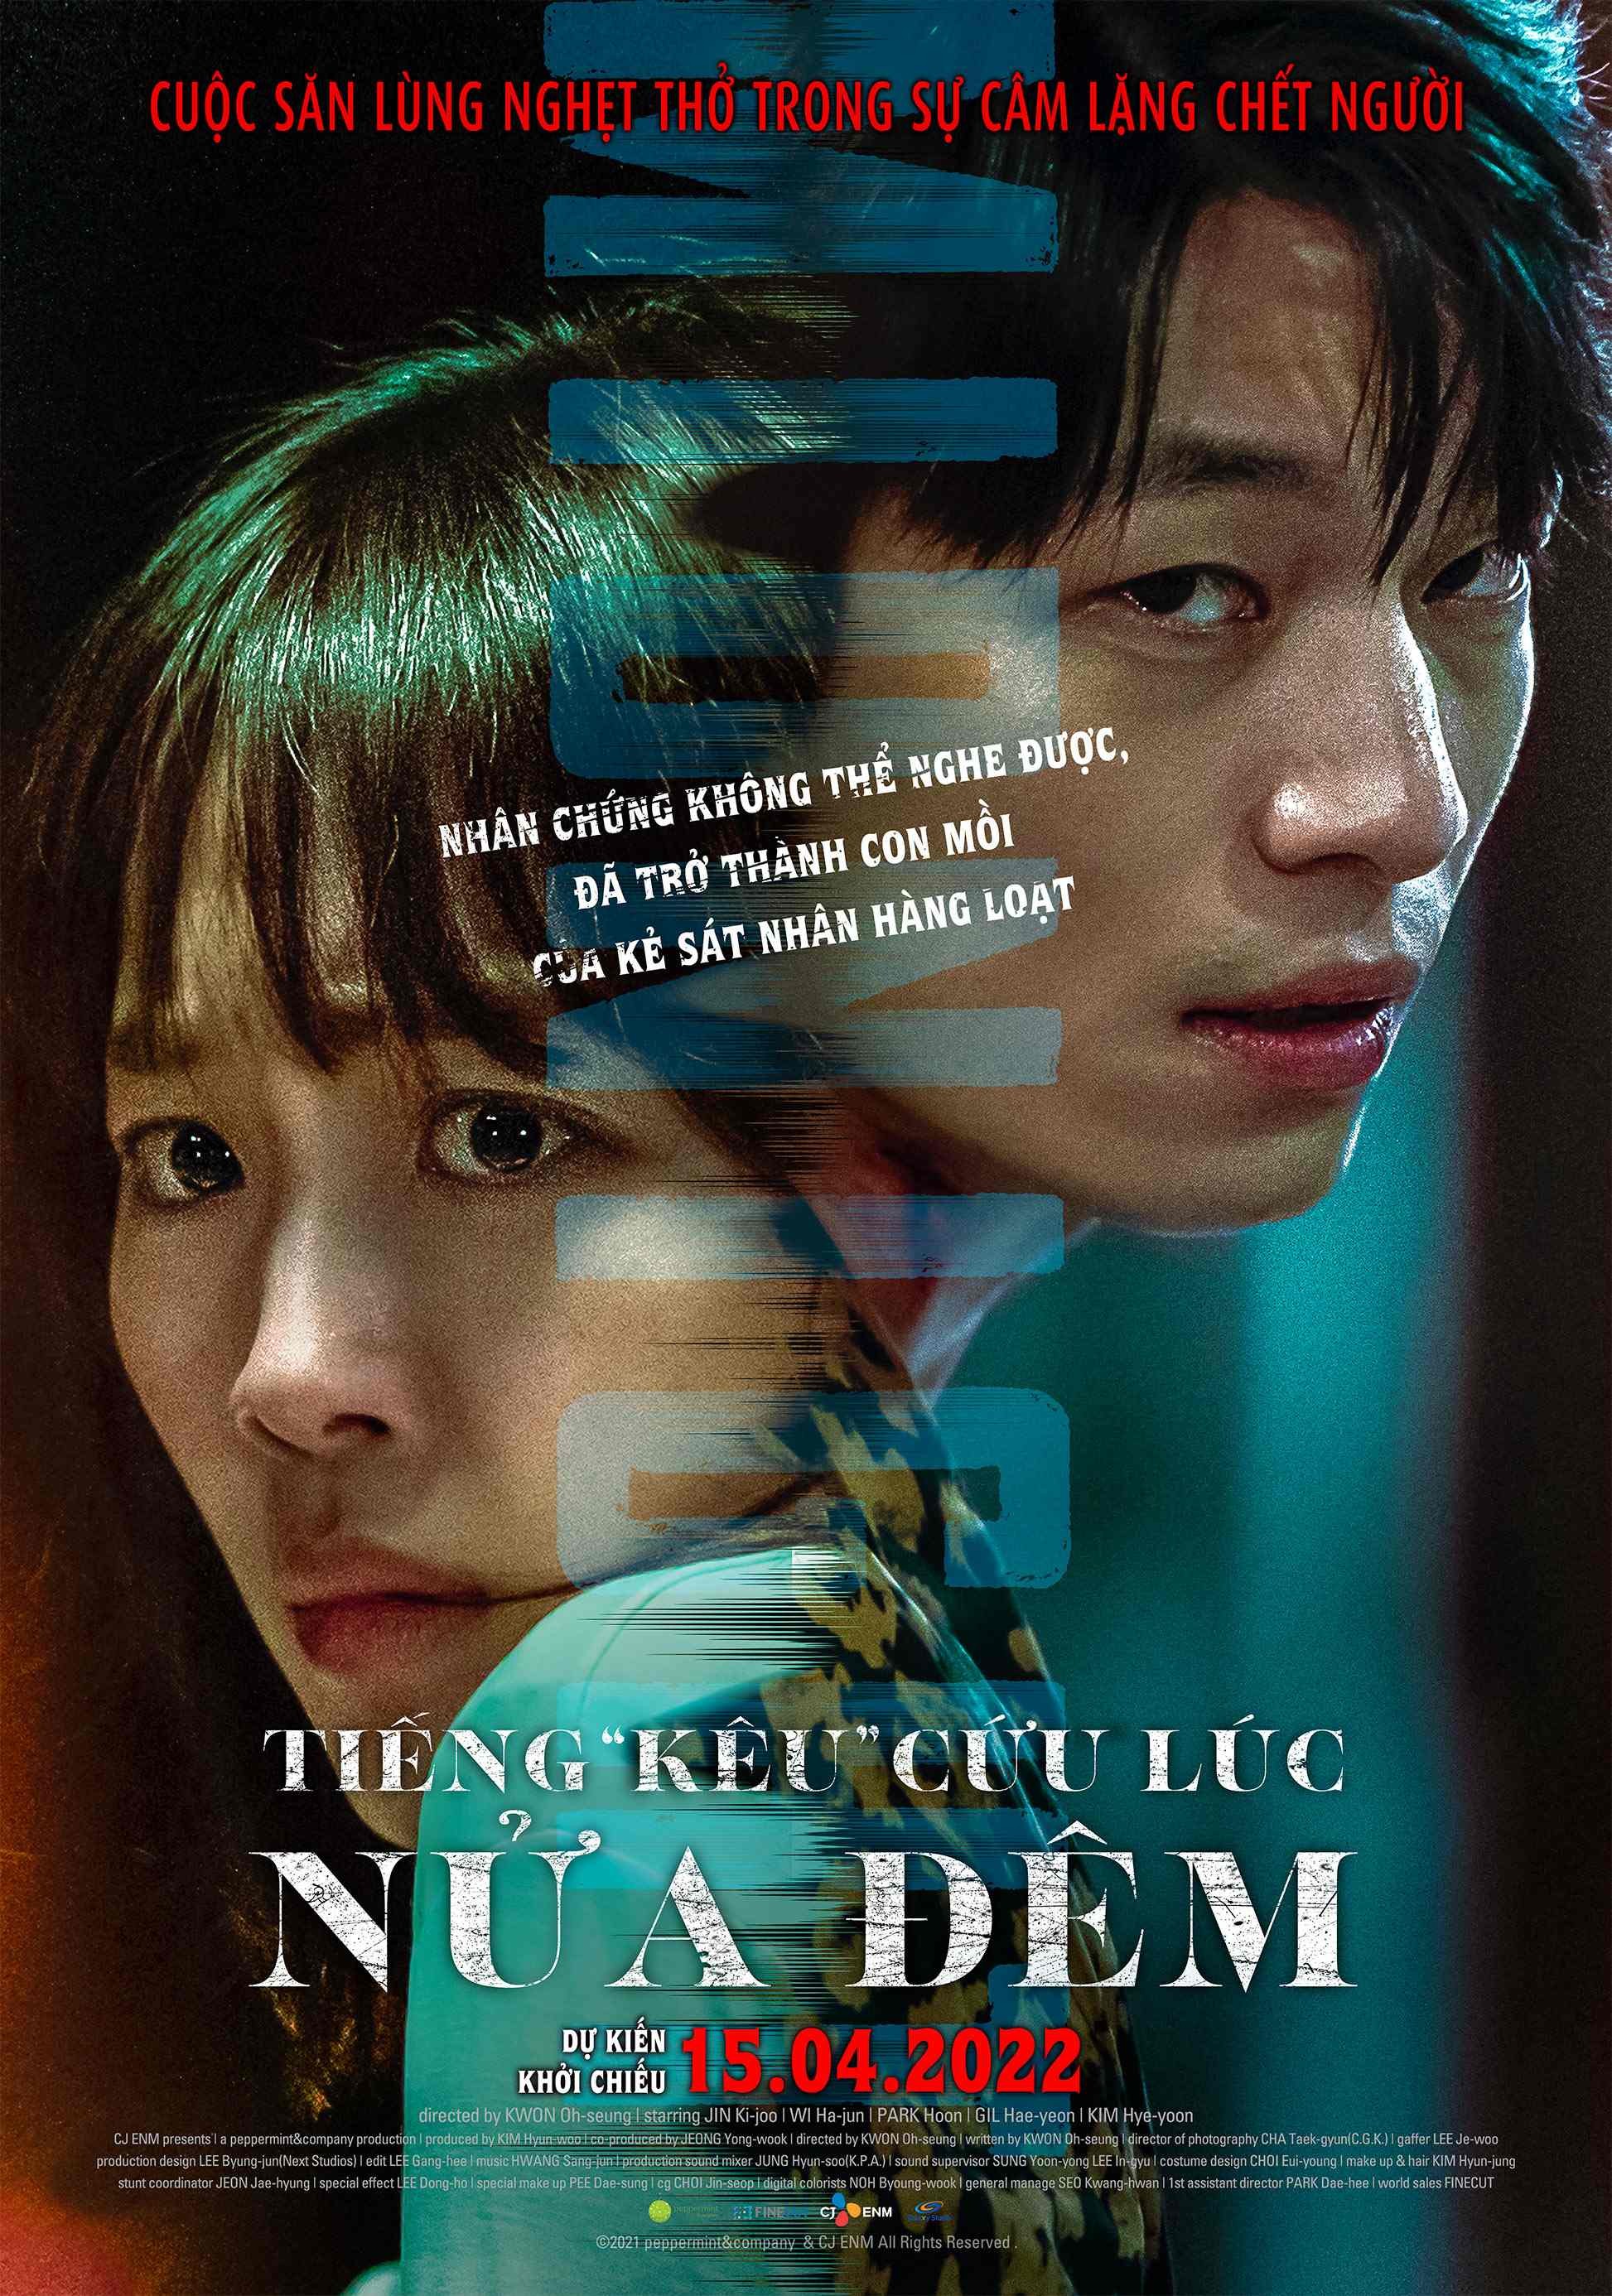 CUỘC SĂN LÙNG NGHẸT THỞ TRONG SỰ CÂM LẶNG CHẾT NGƯỜI
MIDNIGHT
NHÂN CHỨNG KHÔNG THỂ NGHE ĐƯỢC,
ĐÃ TRỞ THÀNH CON MỒI
CỦA KẺ SÁT NHÂN HÀNG LOẠT
TIẾNG “KÊU” CỨU LÚC
NỬA ĐÊM
DỰ KIẾN
KHỞI CHIẾU 15.04.2022
directed by KWON Oh-seung | starring JIN Ki-joo | WI Ha-jun | PARK Hoon | GIL Hae-yeon | KIM Hye-yoon
CJ ENM presents | a peppermint&company production | produced by KIM Hyun-woo | co-produced by JEONG Yong-wook | directed by KWON Oh-seung | written by KWON Oh-seung | director of photography CHA Taek-gyun(C.G.K.) | gaffer LEE Je-woo
production design LEE Byung-jun(Next Studios) | edit LEE Gang-hee | music HWANG Sang-jun | production sound mixer JUNG Hyun-soo(K.P.A.) | sound supervisor SUNG Yoon-yong LEE In-gyu | costume design CHOI Eui-young | make up & hair KIM Hyun-jung
stunt coordinator JEON Jae-hyung | special effect LEE Dong-ho | special make up PEE Dae-sung | cg CHOI Jin-seop | digital colorists NOH Byoung-wook | general manage SEO Kwang-hwan | 1st assistant director PARK Dae-hee | world sales FINECUT
peppermint FINECUT CJ ENM
©2021 peppermint&company & CJ ENM All Rights Reserved .